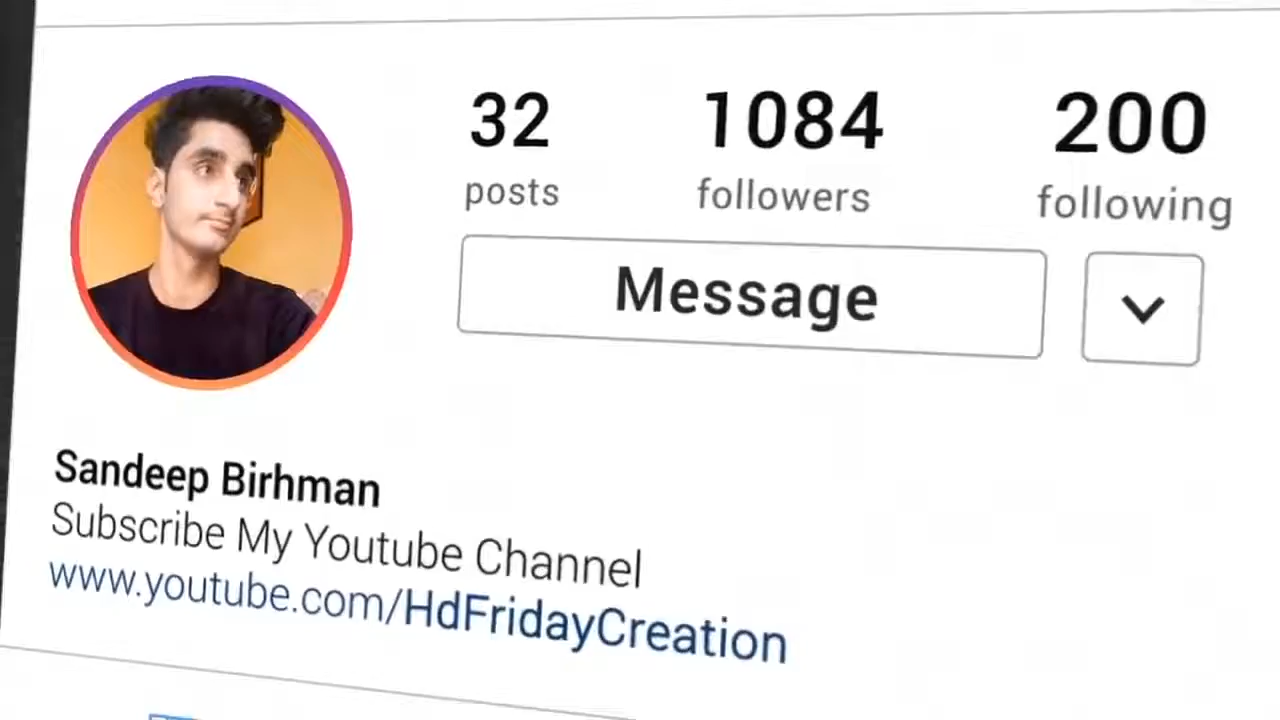 32 1084 200
posts followers following
Message
Sandeep Birhman
Subscribe My Youtube Channel
www.youtube.com/HdFridayCreation